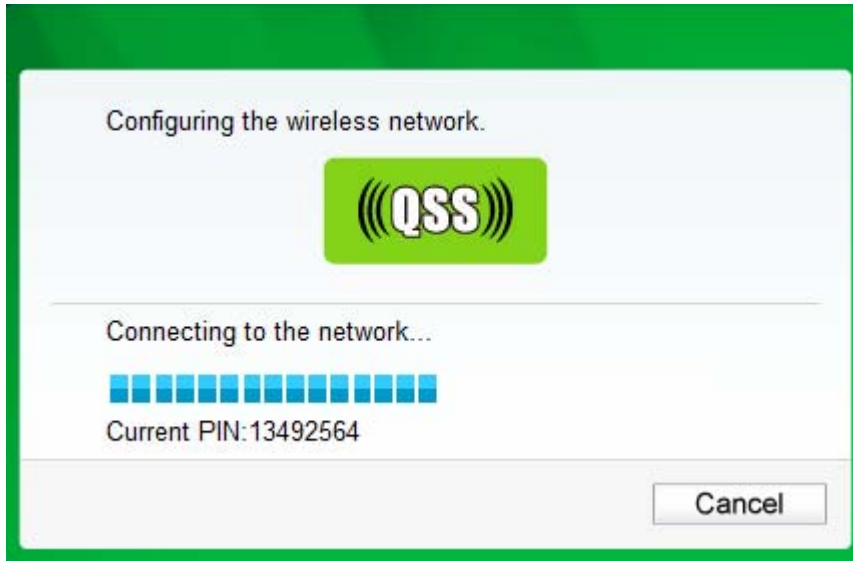 Configuring the wireless network.
QSS
Connecting to the network...
Current PIN:13492564
Cancel